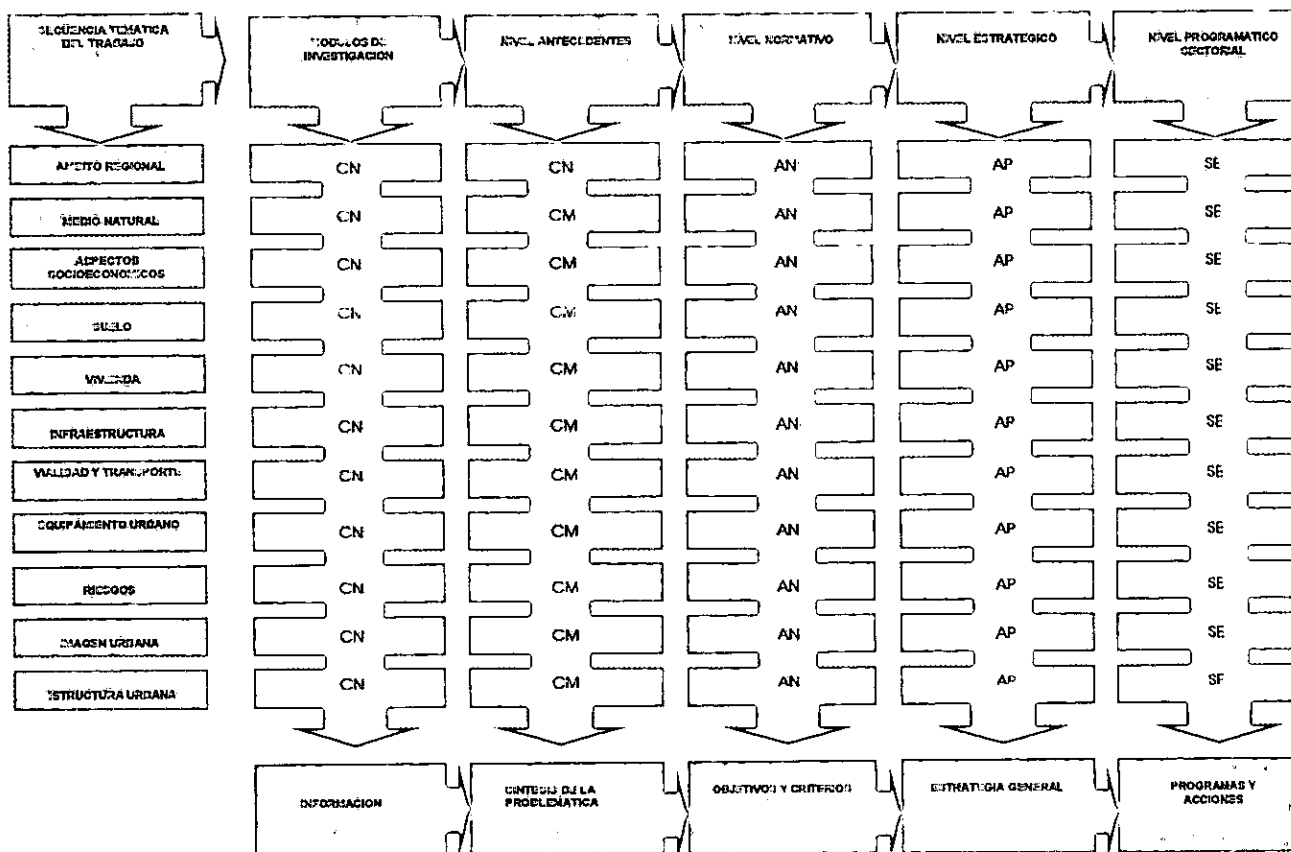 SECUENCIA TEMATICA
DEL TRABAJO
MODULOS DE
INVESTIGACION
NIVEL ANTECEDENTES
NIVEL NORMATIVO
NIVEL ESTRATEGICO
NIVEL PROGRAMATICO
SECTORIAL
AMBITO REGIONAL
CN
CN
AN
AP
SE
MEDIO NATURAL
CN
CM
AN
AP
SE
ASPECTOS
SOCIOECONOMICOS
CN
CM
AN
AP
SE
SUELO
CN
CM
AN
AP
SE
VIVIENDA
CN
CM
AN
AP
SE
INFRAESTRUCTURA
CN
CM
AN
AP
SE
VIALIDAD Y TRANSPORTE
CN
CM
AN
AP
SE
EQUIPAMIENTO URBANO
CN
CM
AN
AP
SE
RIESGOS
CN
CM
AN
AP
SE
IMAGEN URBANA
CN
CM
AN
AP
SE
ESTRUCTURA URBANA
CN
CM
AN
AP
SE
INFORMACION
SINTESIS DE LA
PROBLEMATICA
OBJETIVOS Y CRITERIOS
ESTRATEGIA GENERAL
PROGRAMAS Y
ACCIONES